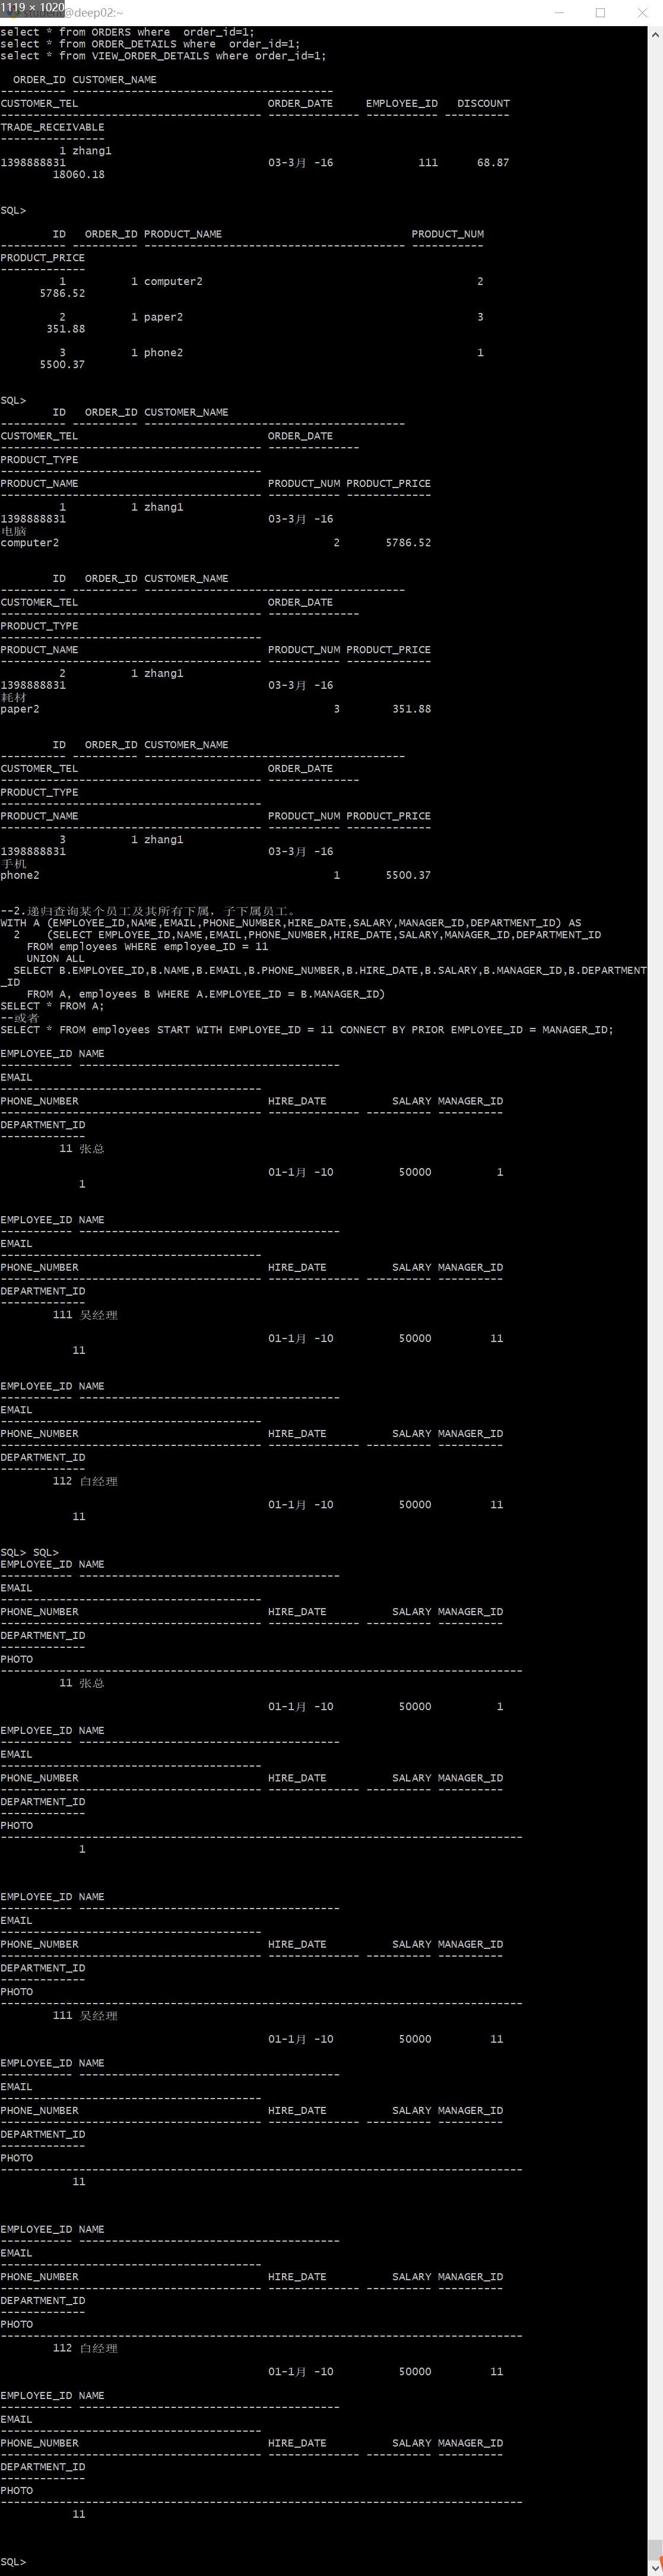 1119 × 1020
@deep02:~
select * from ORDERS where  order_id=1;
select * from ORDER_DETAILS where  order_id=1;
select * from VIEW_ORDER_DETAILS where order_id=1;
ORDER_ID CUSTOMER_NAME
---------- ----------------------------------------
CUSTOMER_TEL ORDER_DATE EMPLOYEE_ID DISCOUNT
---------------------------------------- -------------- ----------- ----------
TRADE_RECEIVABLE
----------------
1 zhang1
1398888831 03-3月 -16 111 68.87
18060.18
SQL>
ID ORDER_ID PRODUCT_NAME PRODUCT_NUM
---------- ---------- ---------------------------------------- -----------
PRODUCT_PRICE
-------------
1 1 computer2 2
5786.52
2 1 paper2 3
351.88
3 1 phone2 1
5500.37
SQL>
ID ORDER_ID CUSTOMER_NAME
---------- ---------- ----------------------------------------
CUSTOMER_TEL ORDER_DATE
---------------------------------------- --------------
PRODUCT_TYPE
----------------------------------------
PRODUCT_NAME PRODUCT_NUM PRODUCT_PRICE
---------------------------------------- ----------- -------------
1 1 zhang1
1398888831 03-3月 -16
电脑
computer2 2 5786.52
ID ORDER_ID CUSTOMER_NAME
---------- ---------- ----------------------------------------
CUSTOMER_TEL ORDER_DATE
---------------------------------------- --------------
PRODUCT_TYPE
----------------------------------------
PRODUCT_NAME PRODUCT_NUM PRODUCT_PRICE
---------------------------------------- ----------- -------------
2 1 zhang1
1398888831 03-3月 -16
耗材
paper2 3 351.88
ID ORDER_ID CUSTOMER_NAME
---------- ---------- ----------------------------------------
CUSTOMER_TEL ORDER_DATE
---------------------------------------- --------------
PRODUCT_TYPE
----------------------------------------
PRODUCT_NAME PRODUCT_NUM PRODUCT_PRICE
---------------------------------------- ----------- -------------
3 1 zhang1
1398888831 03-3月 -16
手机
phone2 1 5500.37
--2.递归查询某个员工及其所有下属，子下属员工。
WITH A (EMPLOYEE_ID,NAME,EMAIL,PHONE_NUMBER,HIRE_DATE,SALARY,MANAGER_ID,DEPARTMENT_ID) AS
2 (SELECT EMPLOYEE_ID,NAME,EMAIL,PHONE_NUMBER,HIRE_DATE,SALARY,MANAGER_ID,DEPARTMENT_ID
FROM employees WHERE employee_ID = 11
UNION ALL
SELECT B.EMPLOYEE_ID,B.NAME,B.EMAIL,B.PHONE_NUMBER,B.HIRE_DATE,B.SALARY,B.MANAGER_ID,B.DEPARTMENT
_ID
FROM A, employees B WHERE A.EMPLOYEE_ID = B.MANAGER_ID)
SELECT * FROM A;
--或者
SELECT * FROM employees START WITH EMPLOYEE_ID = 11 CONNECT BY PRIOR EMPLOYEE_ID = MANAGER_ID;
EMPLOYEE_ID NAME
----------- ----------------------------------------
EMAIL
----------------------------------------
PHONE_NUMBER HIRE_DATE SALARY MANAGER_ID
---------------------------------------- -------------- ---------- ----------
DEPARTMENT_ID
-------------
11 张总
01-1月 -10 50000 1
1
EMPLOYEE_ID NAME
----------- ----------------------------------------
EMAIL
----------------------------------------
PHONE_NUMBER HIRE_DATE SALARY MANAGER_ID
---------------------------------------- -------------- ---------- ----------
DEPARTMENT_ID
-------------
111 吴经理
01-1月 -10 50000 11
11
EMPLOYEE_ID NAME
----------- ----------------------------------------
EMAIL
----------------------------------------
PHONE_NUMBER HIRE_DATE SALARY MANAGER_ID
---------------------------------------- -------------- ---------- ----------
DEPARTMENT_ID
-------------
112 白经理
01-1月 -10 50000 11
11
SQL> SQL>
EMPLOYEE_ID NAME
----------- ----------------------------------------
EMAIL
----------------------------------------
PHONE_NUMBER HIRE_DATE SALARY MANAGER_ID
---------------------------------------- -------------- ---------- ----------
DEPARTMENT_ID
-------------
PHOTO
--------------------------------------------------------------------------------
11 张总
01-1月 -10 50000 1
EMPLOYEE_ID NAME
----------- ----------------------------------------
EMAIL
----------------------------------------
PHONE_NUMBER HIRE_DATE SALARY MANAGER_ID
---------------------------------------- -------------- ---------- ----------
DEPARTMENT_ID
-------------
PHOTO
--------------------------------------------------------------------------------
1
EMPLOYEE_ID NAME
----------- ----------------------------------------
EMAIL
----------------------------------------
PHONE_NUMBER HIRE_DATE SALARY MANAGER_ID
---------------------------------------- -------------- ---------- ----------
DEPARTMENT_ID
-------------
PHOTO
--------------------------------------------------------------------------------
111 吴经理
01-1月 -10 50000 11
EMPLOYEE_ID NAME
----------- ----------------------------------------
EMAIL
----------------------------------------
PHONE_NUMBER HIRE_DATE SALARY MANAGER_ID
---------------------------------------- -------------- ---------- ----------
DEPARTMENT_ID
-------------
PHOTO
--------------------------------------------------------------------------------
11
EMPLOYEE_ID NAME
----------- ----------------------------------------
EMAIL
----------------------------------------
PHONE_NUMBER HIRE_DATE SALARY MANAGER_ID
---------------------------------------- -------------- ---------- ----------
DEPARTMENT_ID
-------------
PHOTO
--------------------------------------------------------------------------------
112 白经理
01-1月 -10 50000 11
EMPLOYEE_ID NAME
----------- ----------------------------------------
EMAIL
----------------------------------------
PHONE_NUMBER HIRE_DATE SALARY MANAGER_ID
---------------------------------------- -------------- ---------- ----------
DEPARTMENT_ID
-------------
PHOTO
--------------------------------------------------------------------------------
11
SQL>